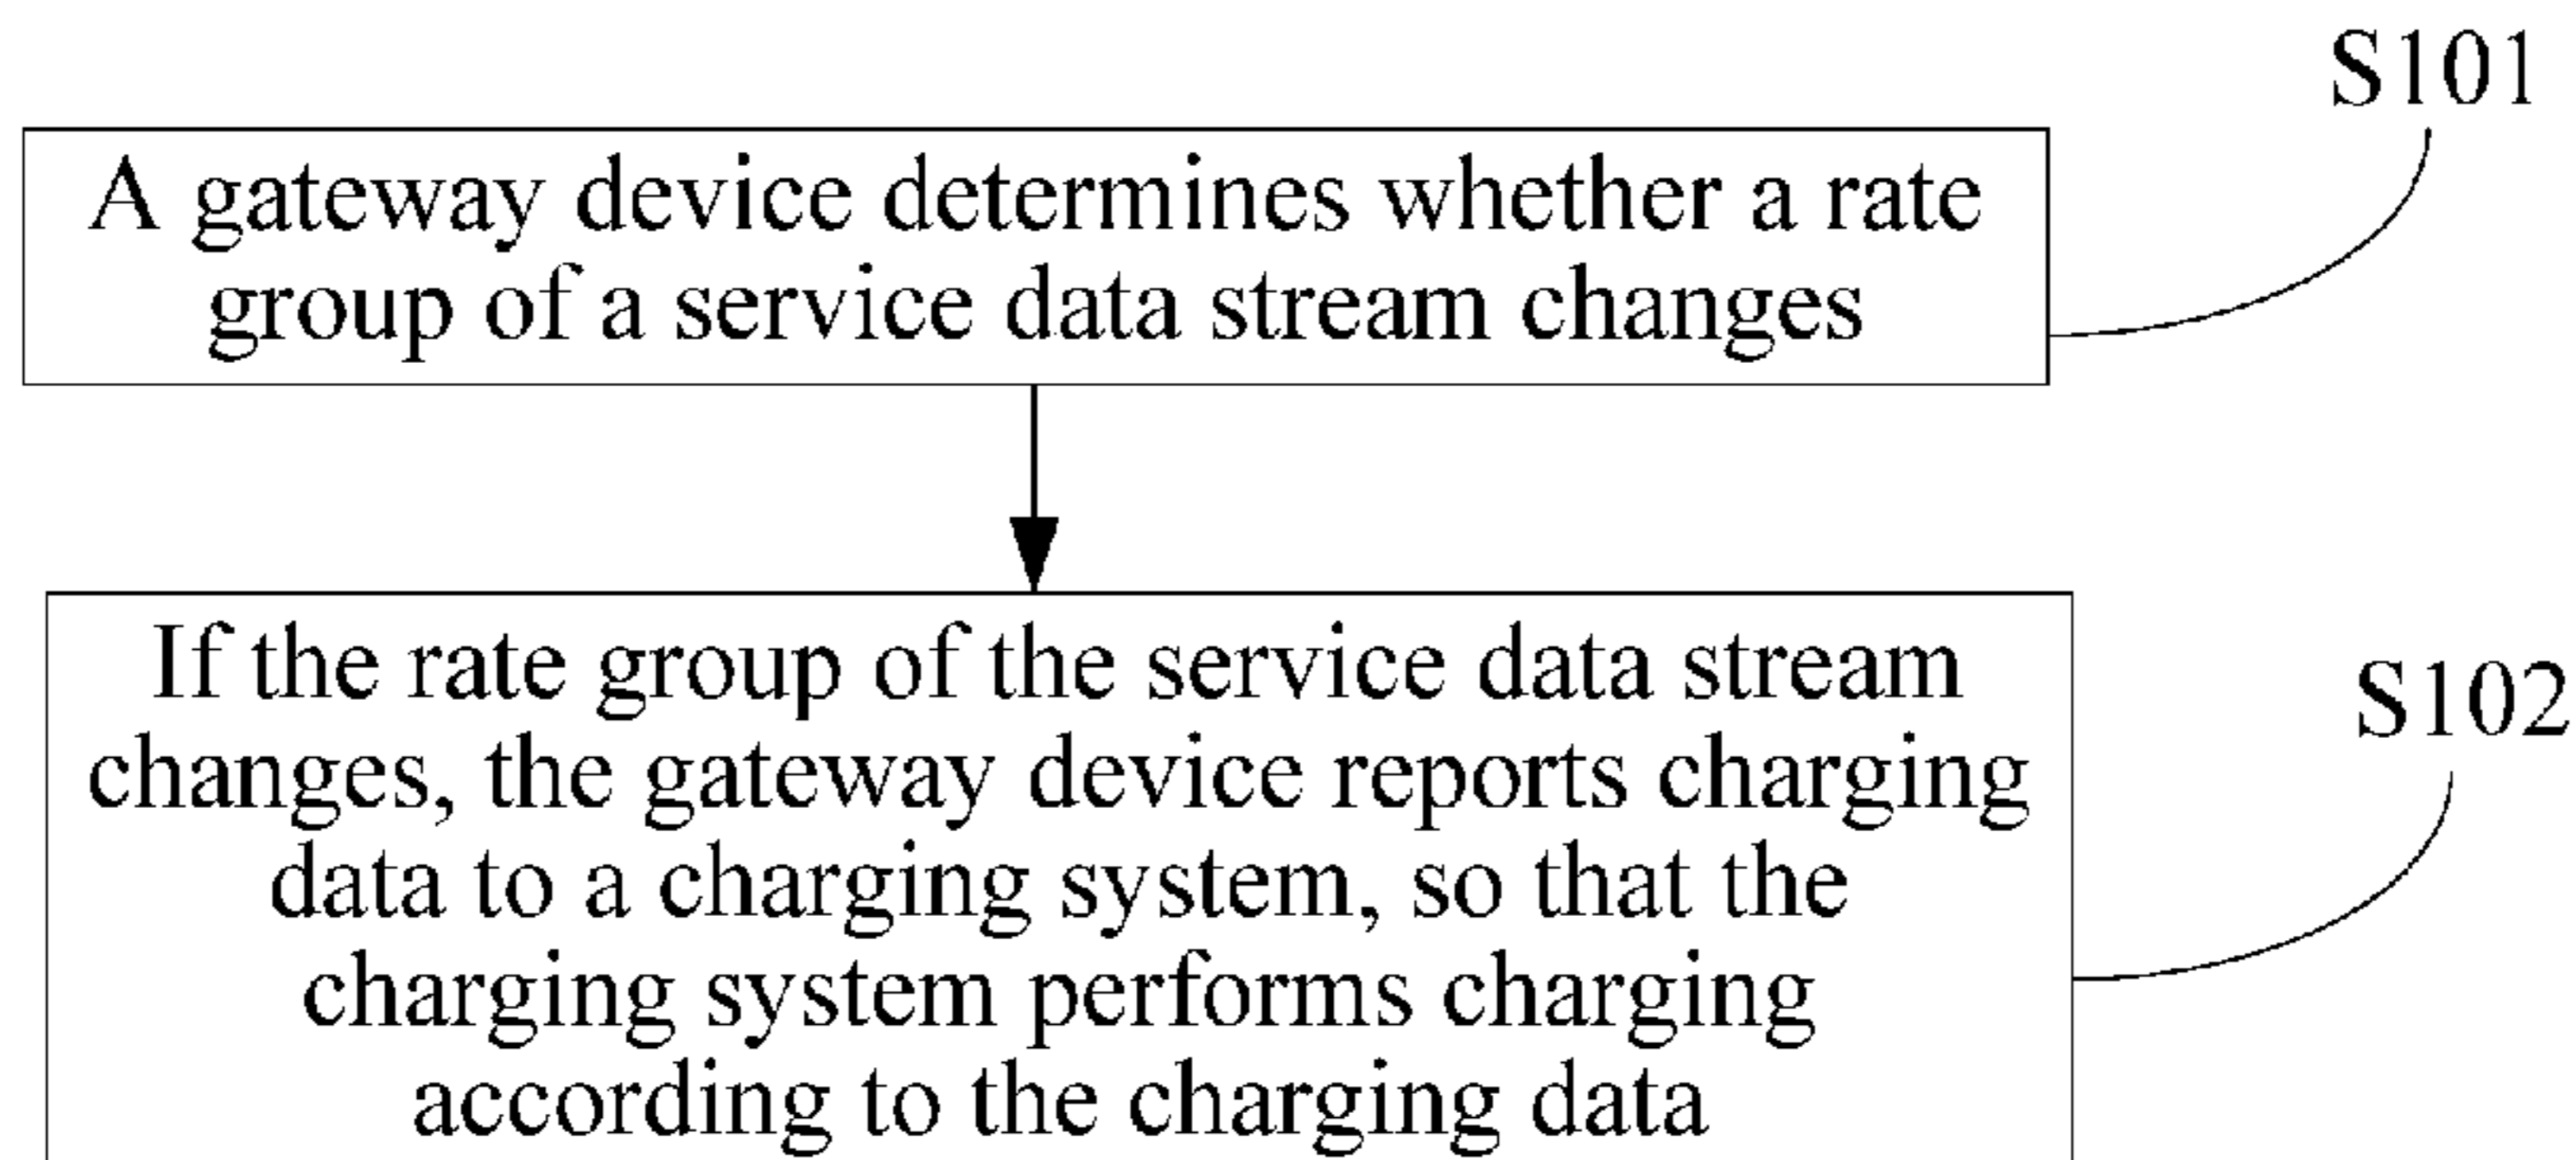 S101
A gateway device determines whether a rate
group of a service data stream changes
If the rate group of the service data stream
changes, the gateway device reports charging
data to a charging system, so that the
charging system performs charging
according to the charging data
S102